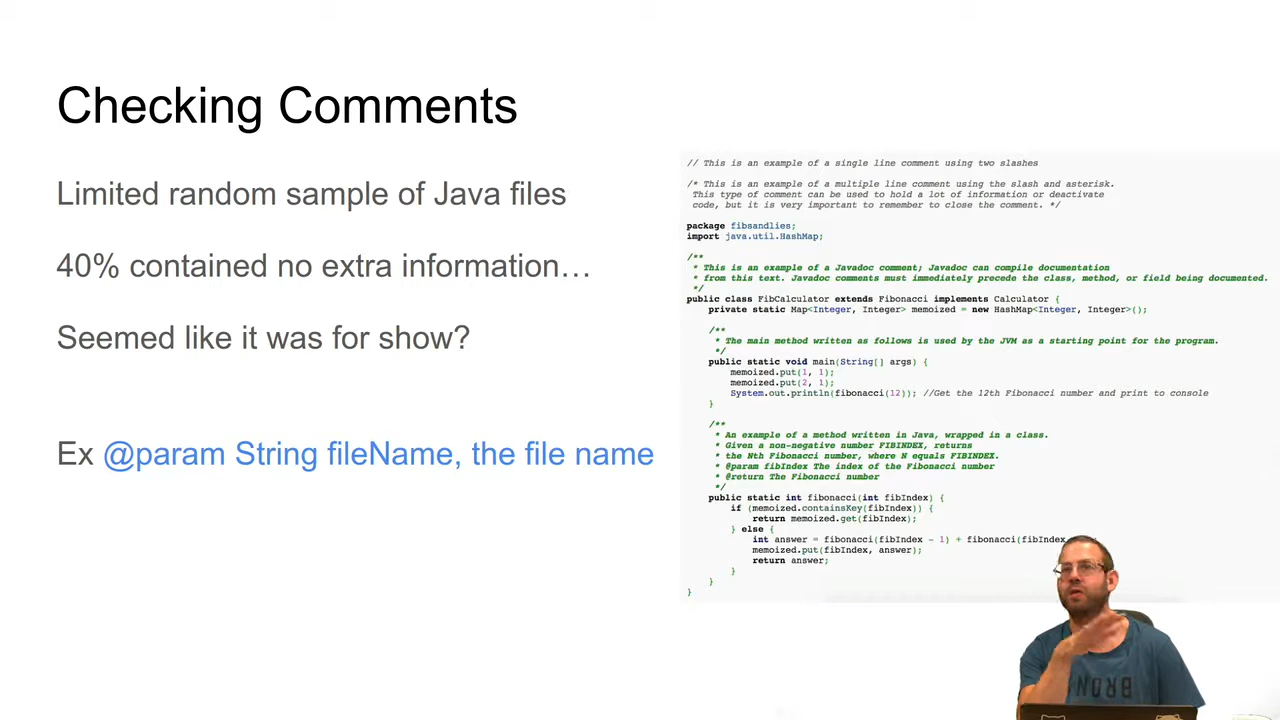 Checking Comments
Limited random sample of Java files
40% contained no extra information…
Seemed like it was for show?
Ex @param String fileName, the file name
// This is an example of a single line comment using two slashes
/* This is an example of a multiple line comment using the slash and asterisk.
This type of comment can be used to hold a lot of information or deactivate
code, but it is very important to remember to close the comment. */
package fibsandlies;
import java.util.HashMap;
/**
* This is an example of a Javadoc comment; Javadoc can compile documentation
* from this text. Javadoc comments must immediately precede the class, method, or field being documented.
*/
public class FibCalculator extends Fibonacci implements Calculator {
private static Map<Integer, Integer> memoized = new HashMap<Integer, Integer>();
/**
* The main method written as follows is used by the JVM as a starting point for the program.
*/
public static void main(String[] args) {
memoized.put(1, 1);
memoized.put(2, 1);
System.out.println(fibonacci(12)); //Get the 12th Fibonacci number and print to console
}
/**
* An example of a method written in Java, wrapped in a class.
* Given a non-negative number FIBINDEX, returns
* the Nth Fibonacci number, where N equals FIBINDEX.
* @param fibIndex The index of the Fibonacci number
* @return The Fibonacci number
*/
public static int fibonacci(int fibIndex) {
if (memoized.containsKey(fibIndex)) {
return memoized.get(fibIndex);
} else {
int answer = fibonacci(fibIndex - 1) + fibonacci(fibIndex
memoized.put(fibIndex, answer);
return answer;
}
}
}
BRON